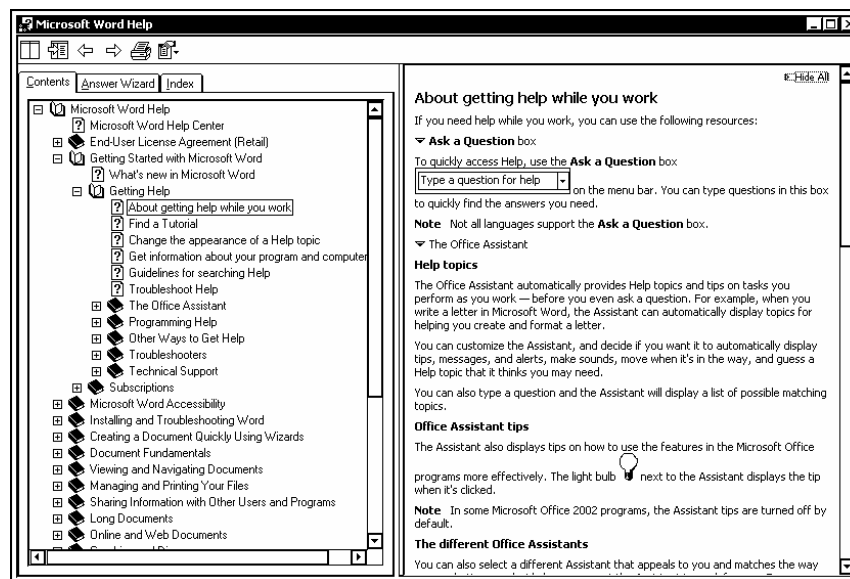 Microsoft Word Help
Contents
Answer Wizard
Index
Microsoft Word Help
Microsoft Word Help Center
End-User License Agreement (Retail)
Getting Started with Microsoft Word
What's new in Microsoft Word
Getting Help
About getting help while you work
Find a Tutorial
Change the appearance of a Help topic
Get information about your program and computer
Guidelines for searching Help
Troubleshoot Help
The Office Assistant
Programming Help
Other Ways to Get Help
Troubleshooters
Technical Support
Subscriptions
Microsoft Word Accessibility
Installing and Troubleshooting Word
Creating a Document Quickly Using Wizards
Document Fundamentals
Viewing and Navigating Documents
Managing and Printing Your Files
Sharing Information with Other Users and Programs
Long Documents
Online and Web Documents
Hide All
About getting help while you work
If you need help while you work, you can use the following resources:
Ask a Question box
To quickly access Help, use the Ask a Question box
Type a question for help
on the menu bar. You can type questions in this box
to quickly find the answers you need.
Note Not all languages support the Ask a Question box.
The Office Assistant
Help topics
The Office Assistant automatically provides Help topics and tips on tasks you
perform as you work — before you even ask a question. For example, when you
write a letter in Microsoft Word, the Assistant can automatically display topics for
helping you create and format a letter.
You can customize the Assistant, and decide if you want it to automatically display
tips, messages, and alerts, make sounds, move when it's in the way, and guess a
Help topic that it thinks you may need.
You can also type a question and the Assistant will display a list of possible matching
topics.
Office Assistant tips
The Assistant also displays tips on how to use the features in the Microsoft Office
programs more effectively. The light bulb next to the Assistant displays the tip
when it's clicked.
Note In some Microsoft Office 2002 programs, the Assistant tips are turned off by
default.
The different Office Assistants
You can also select a different Assistant that appeals to you and matches the way